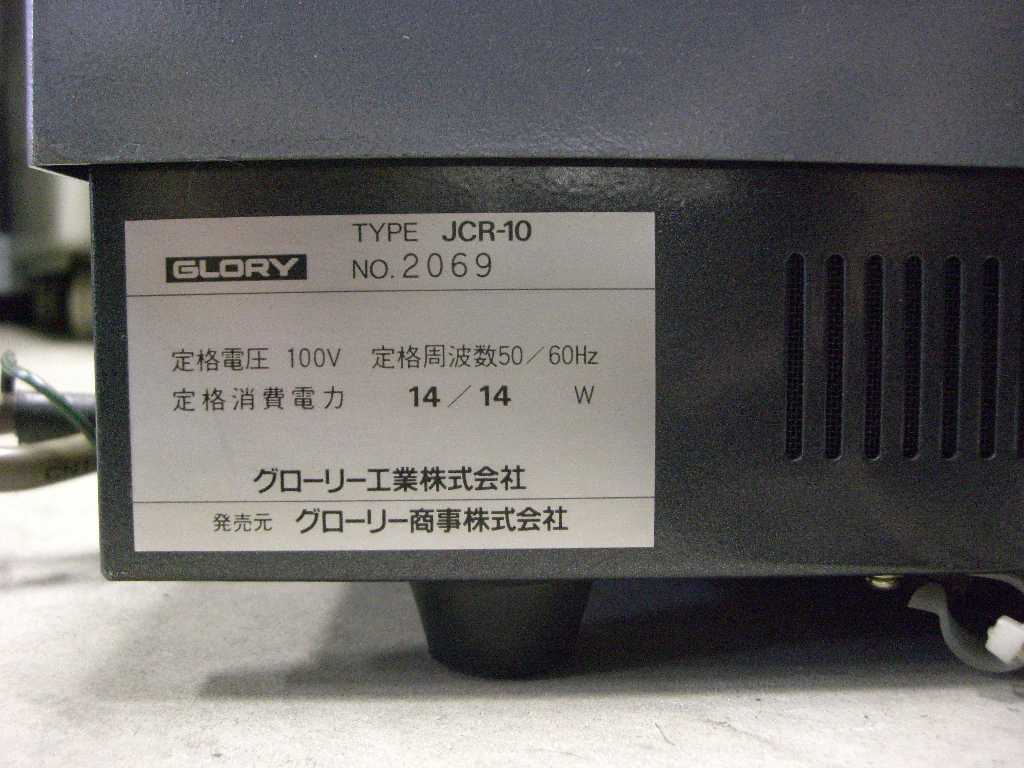 TYPE JCR-10
GLORY NO. 2069
定格電圧 100V 定格周波数50／60Hz
定格消費電力 14／14 W
グローリー工業株式会社
発売元 グローリー商事株式会社